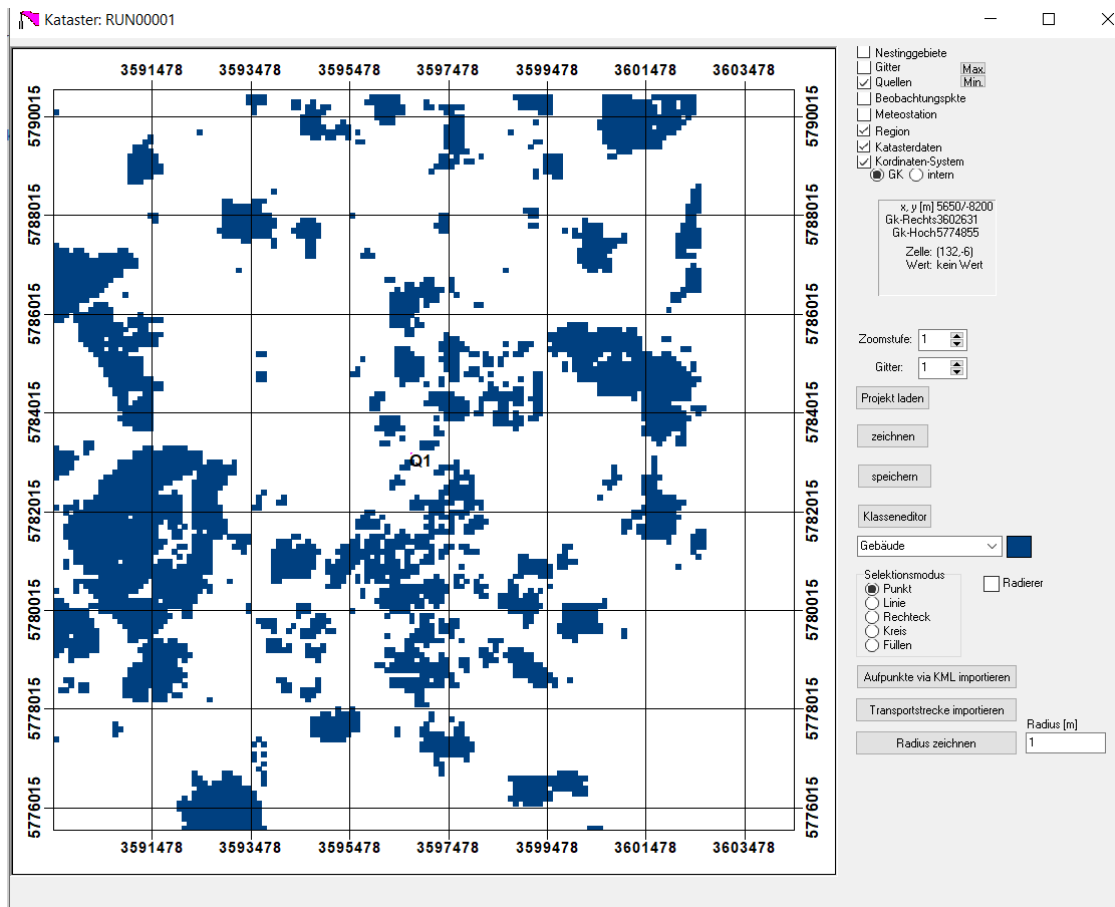 Kataster: RUN00001
3591478 3593478 3595478 3597478 3599478 3601478 3603478
5790015 5790015
5788015 5788015
5786015 5786015
5784015 5784015
Q1
5782015 5782015
5780015 5780015
5778015 5778015
5776015 5776015
3591478 3593478 3595478 3597478 3599478 3601478 3603478
Nestinggebiete
Gitter Max.
Quellen Min.
Beobachtungspkte
Meteostation
Region
Katasterdaten
Kordinaten-System
GK intern
x, y [m] 5650/-8200
Gk-Rechts3602631
Gk-Hoch5774855
Zelle: (132,-6)
Wert: kein Wert
Zoomstufe: 1
Gitter: 1
Projekt laden
zeichnen
speichern
Klasseneditor
Gebäude
Selektionsmodus
Punkt Radierer
Linie
Rechteck
Kreis
Füllen
Aufpunkte via KML importieren
Transportstrecke importieren
Radius [m]
Radius zeichnen 1